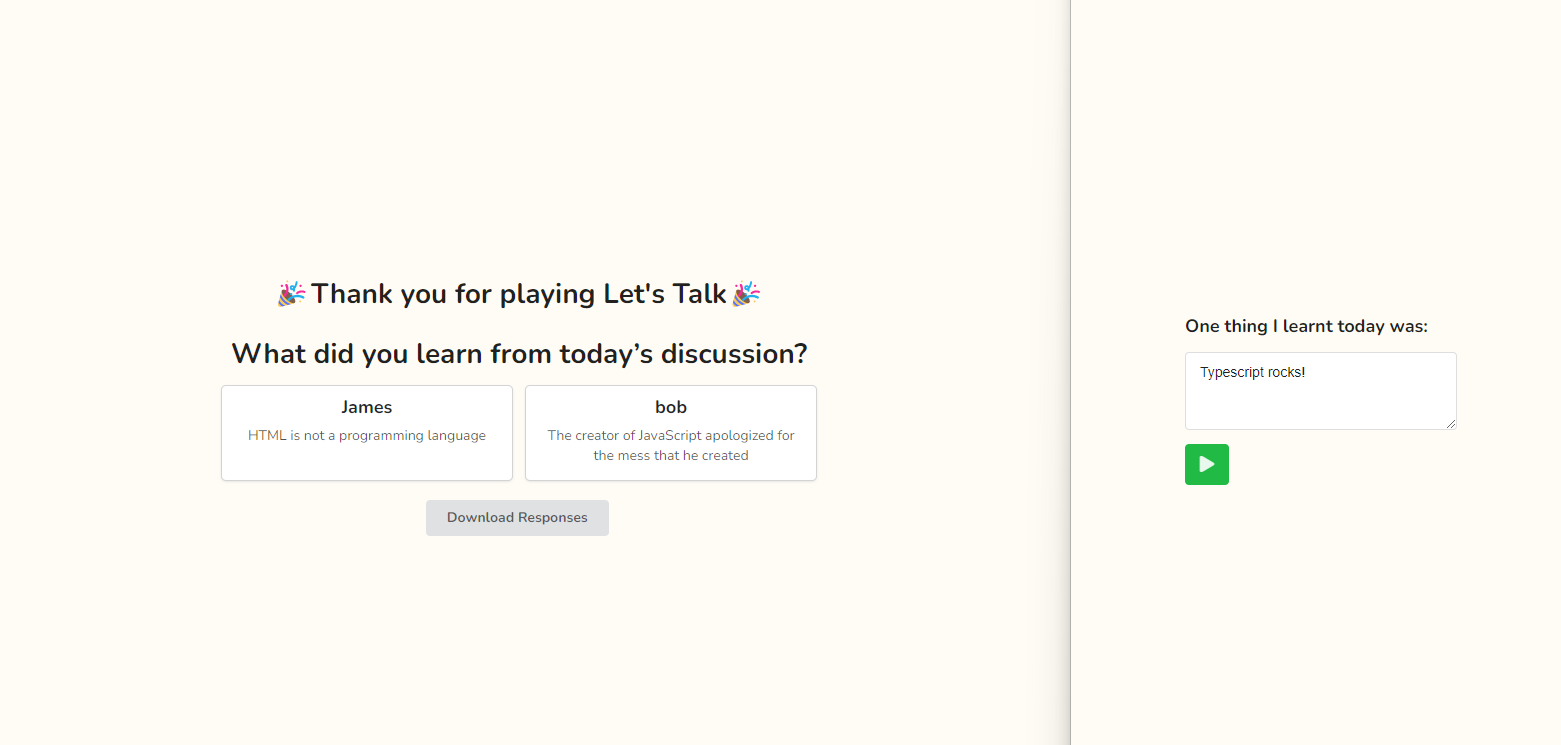 🎉 Thank you for playing Let's Talk 🎉
What did you learn from today’s discussion?
James
HTML is not a programming language
bob
The creator of JavaScript apologized for
the mess that he created
Download Responses
One thing I learnt today was:
Typescript rocks!